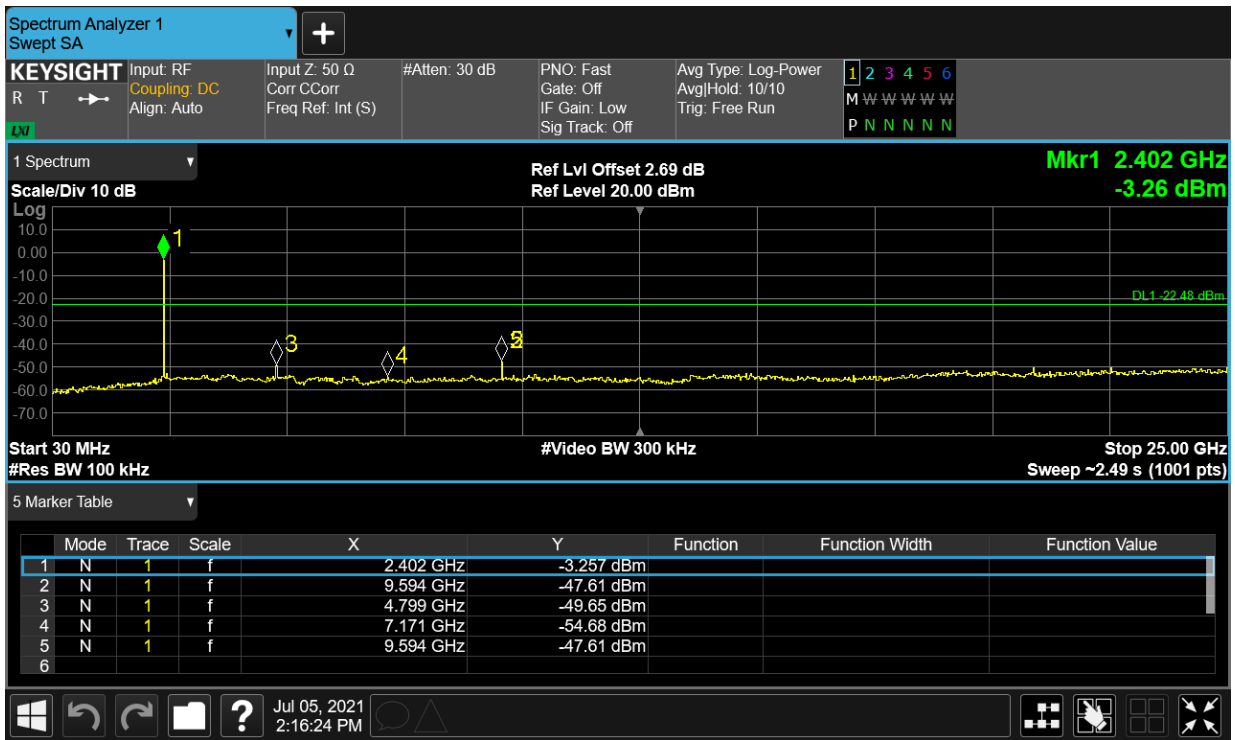 Spectrum Analyzer 1
Swept SA
+
KEYSIGHT Input: RF Input Z: 50 Ω #Atten: 30 dB PNO: Fast Avg Type: Log-Power 1 2 3 4 5 6
R T Coupling: DC Corr CCorr Gate: Off Avg|Hold: 10/10 M W W W W W
Align: Auto Freq Ref: Int (S) IF Gain: Low Trig: Free Run
LXI Sig Track: Off P N N N N N N
1 Spectrum
Ref Lvl Offset 2.69 dB Mkr1 2.402 GHz
Scale/Div 10 dB Ref Level 20.00 dBm -3.26 dBm
Log
10.0
1
0.00
-10.0
-20.0
DL1 -22.48 dBm
-30.0
-40.0
3
4
-50.0
-60.0
-70.0
Start 30 MHz #Video BW 300 kHz Stop 25.00 GHz
#Res BW 100 kHz Sweep ~2.49 s (1001 pts)
5 Marker Table
Mode Trace Scale X Y Function Function Width Function Value
1 N 1 f 2.402 GHz -3.257 dBm
2 N 1 f 9.594 GHz -47.61 dBm
3 N 1 f 4.799 GHz -49.65 dBm
4 N 1 f 7.171 GHz -54.68 dBm
5 N 1 f 9.594 GHz -47.61 dBm
6
? Jul 05, 2021
2:16:24 PM